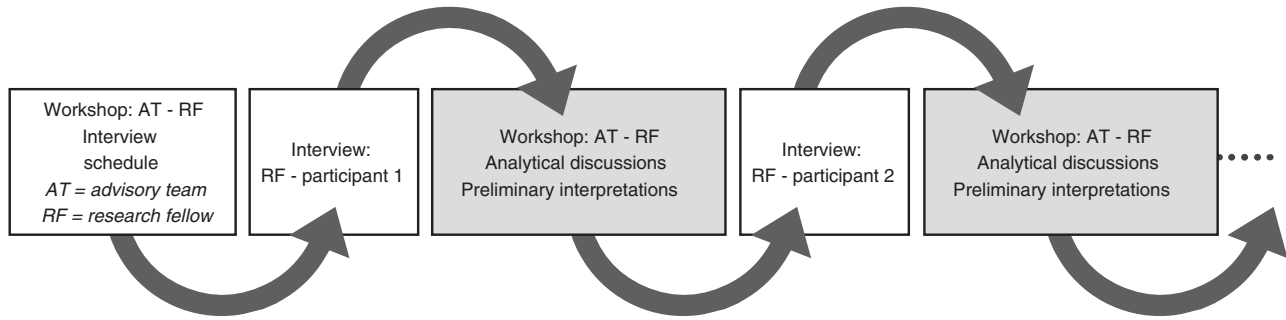 Workshop: AT - RF
Interview
schedule
AT = advisory team
RF = research fellow
Interview:
RF - participant 1
Workshop: AT - RF
Analytical discussions
Preliminary interpretations
Interview:
RF - participant 2
Workshop: AT - RF
Analytical discussions
Preliminary interpretations